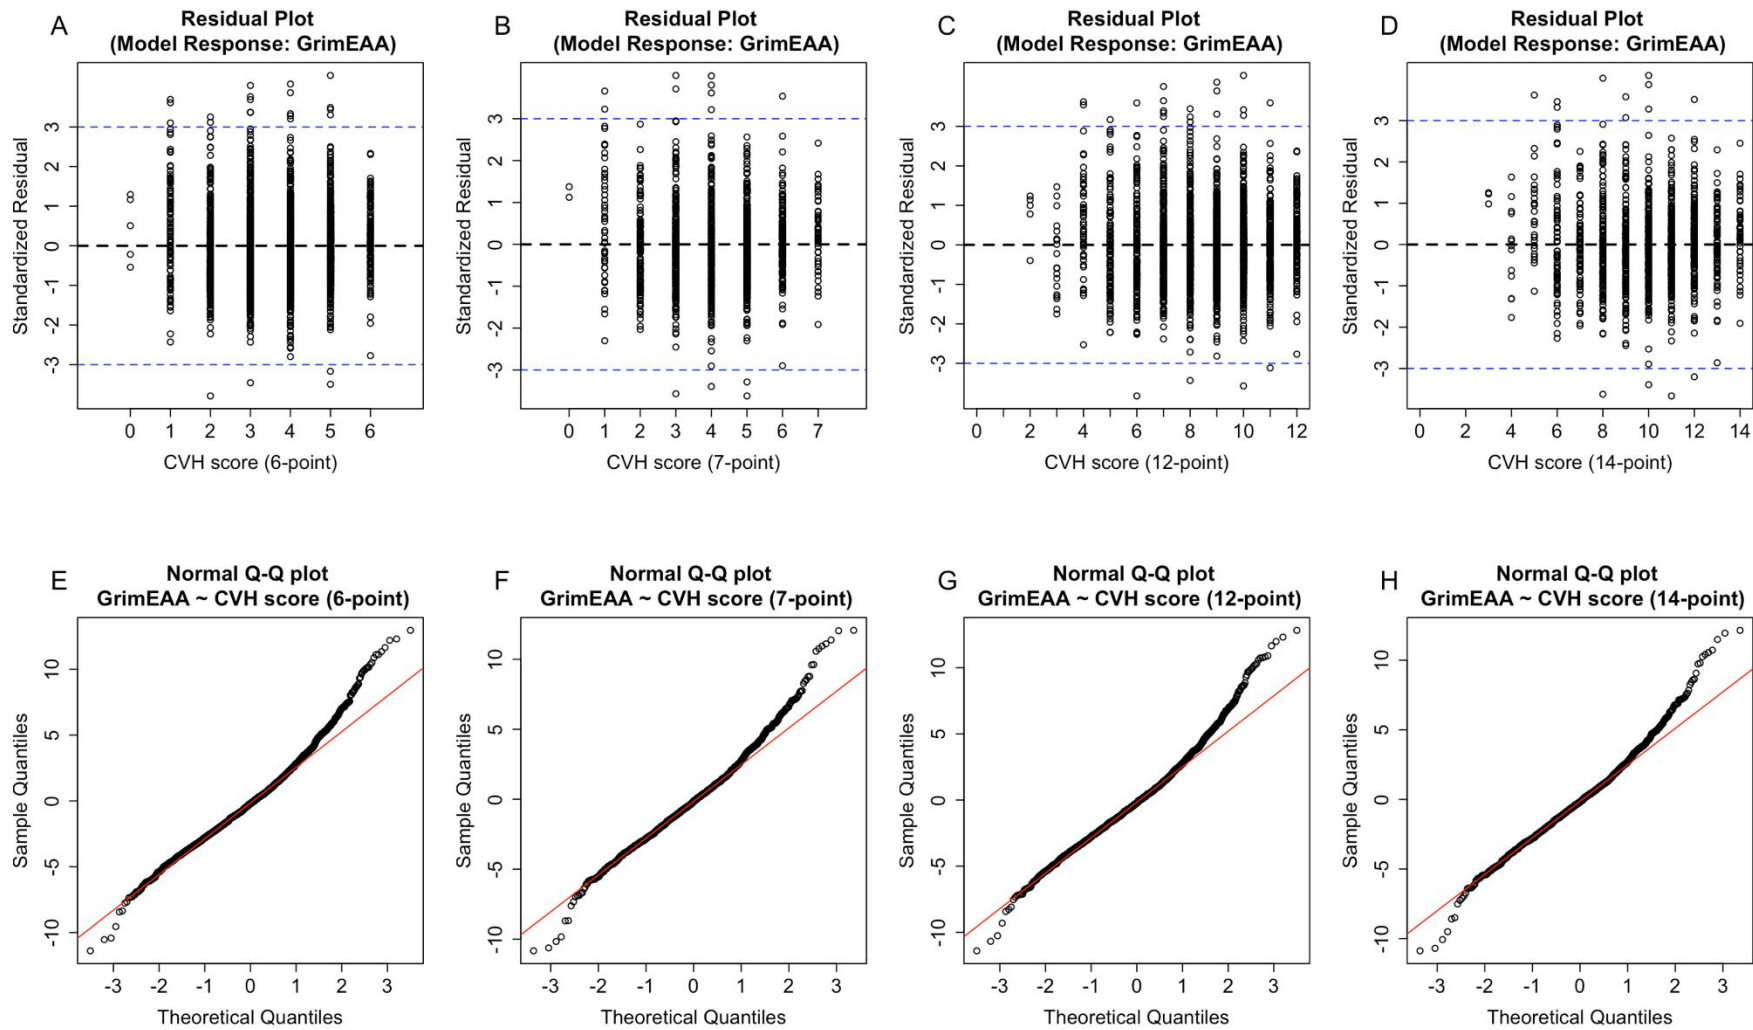 A
Residual Plot
(Model Response: GrimEAA)
Standardized Residual
3
2
1
0
-1
-2
-3
0 1 2 3 4 5 6
CVH score (6-point)
B
Residual Plot
(Model Response: GrimEAA)
Standardized Residual
3
2
1
0
-1
-2
-3
0 1 2 3 4 5 6 7
CVH score (7-point)
C
Residual Plot
(Model Response: GrimEAA)
Standardized Residual
3
2
1
0
-1
-2
-3
0 2 4 6 8 10 12
CVH score (12-point)
D
Residual Plot
(Model Response: GrimEAA)
Standardized Residual
3
2
1
0
-1
-2
-3
0 2 4 6 8 10 12 14
CVH score (14-point)
E
Normal Q-Q plot
GrimEAA ~ CVH score (6-point)
Sample Quantiles
10
5
0
-5
-10
-3 -2 -1 0 1 2 3
Theoretical Quantiles
F
Normal Q-Q plot
GrimEAA ~ CVH score (7-point)
Sample Quantiles
10
5
0
-5
-10
-3 -2 -1 0 1 2 3
Theoretical Quantiles
G
Normal Q-Q plot
GrimEAA ~ CVH score (12-point)
Sample Quantiles
10
5
0
-5
-10
-3 -2 -1 0 1 2 3
Theoretical Quantiles
H
Normal Q-Q plot
GrimEAA ~ CVH score (14-point)
Sample Quantiles
10
5
0
-5
-10
-3 -2 -1 0 1 2 3
Theoretical Quantiles